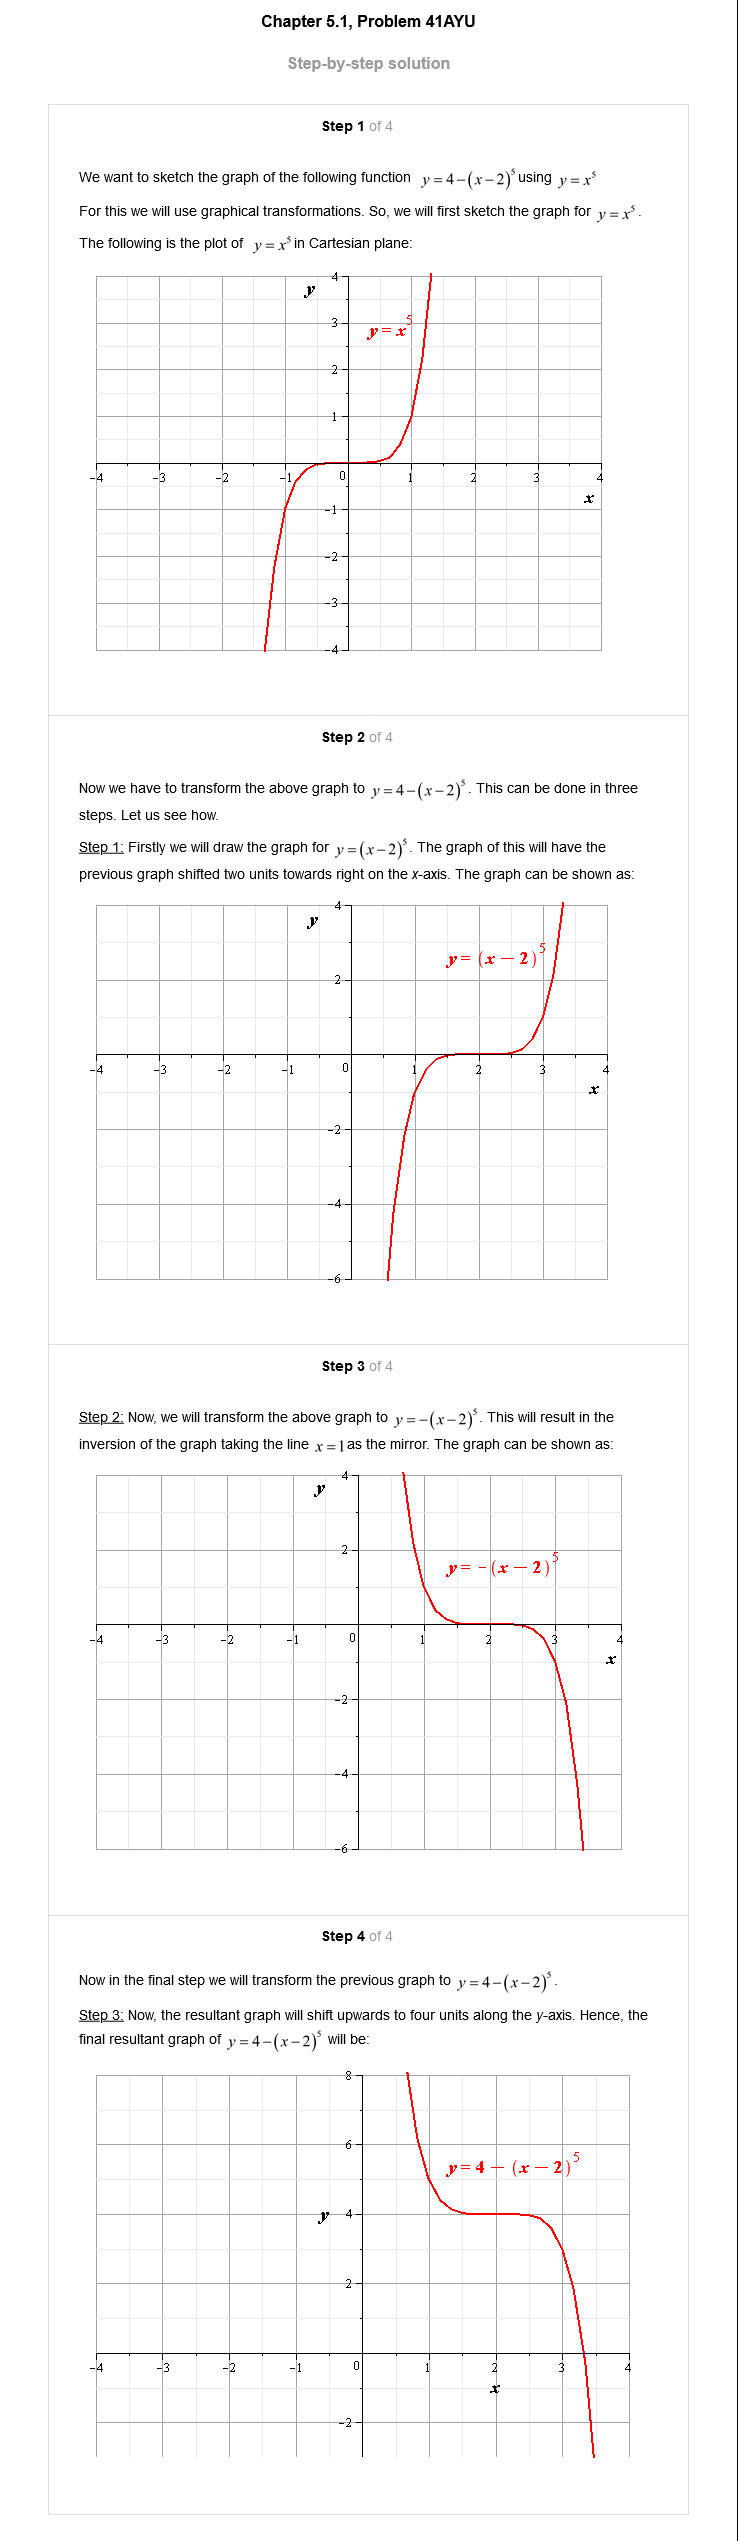 Chapter 5.1, Problem 41AYU
Step-by-step solution
Step 1 of 4
We want to sketch the graph of the following function y = 4 − (x − 2)⁵ using y = x⁵
For this we will use graphical transformations. So, we will first sketch the graph for y = x⁵ .
The following is the plot of y = x⁵ in Cartesian plane:
4
y
3
y = x⁵
2
1
−4 −3 −2 −1 0 1 2 3 4
x
−1
−2
−3
−4
Step 2 of 4
Now we have to transform the above graph to y = 4 − (x − 2)⁵ . This can be done in three
steps. Let us see how.
Step 1: Firstly we will draw the graph for y = (x − 2)⁵ . The graph of this will have the
previous graph shifted two units towards right on the x-axis. The graph can be shown as:
4
y
y = (x − 2)⁵
2
−4 −3 −2 −1 0 1 2 3 4
x
−2
−4
−6
Step 3 of 4
Step 2: Now, we will transform the above graph to y = −(x − 2)⁵ . This will result in the
inversion of the graph taking the line x = 1 as the mirror. The graph can be shown as:
4
y
2
y = −(x − 2)⁵
−4 −3 −2 −1 0 1 2 3 4
x
−2
−4
−6
Step 4 of 4
Now in the final step we will transform the previous graph to y = 4 − (x − 2)⁵ .
Step 3: Now, the resultant graph will shift upwards to four units along the y-axis. Hence, the
final resultant graph of y = 4 − (x − 2)⁵ will be:
8
6
y = 4 − (x − 2)⁵
y 4
2
−4 −3 −2 −1 0 1 2 3 4
x
−2